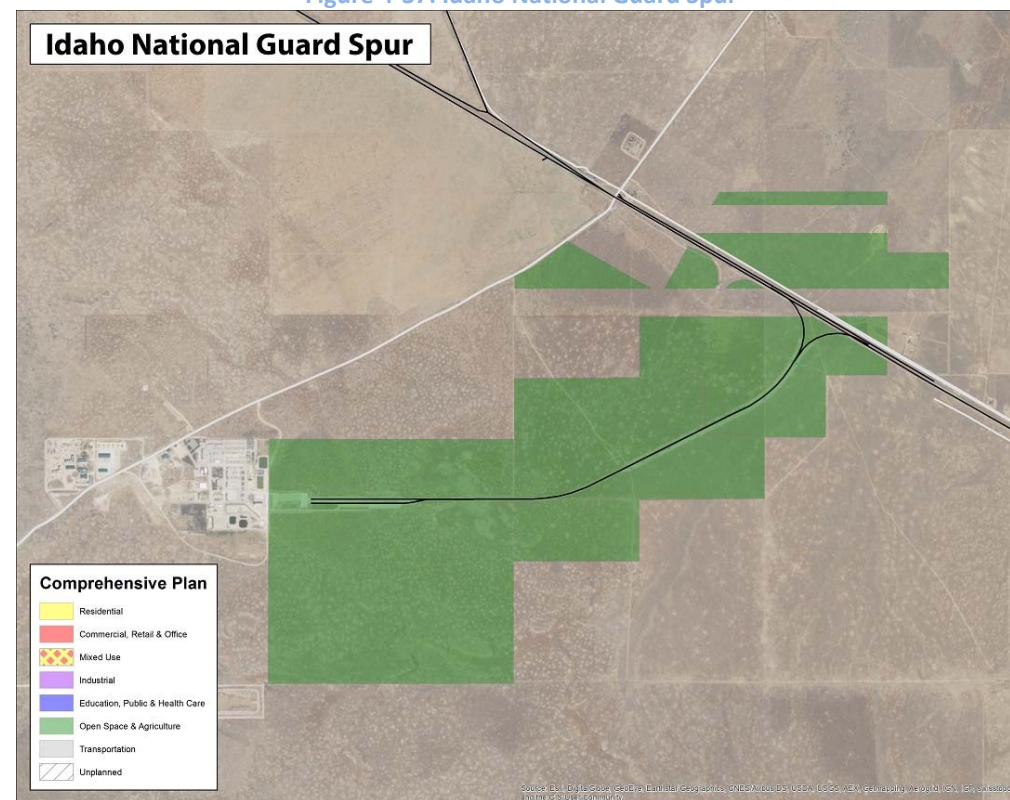 Idaho National Guard Spur
Comprehensive Plan
Residential
Commercial, Retail & Office
Mixed Use
Industrial
Education, Public & Health Care
Open Space & Agriculture
Transportation
Unplanned